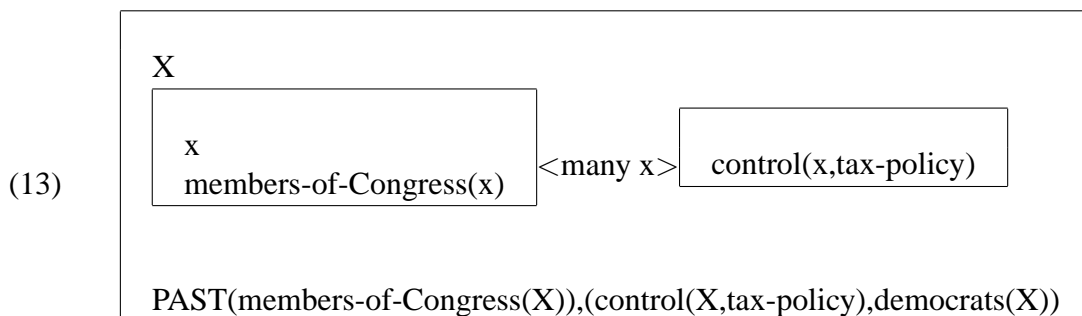 X
x
members-of-Congress(x)
(13) <many x> control(x,tax-policy)
PAST(members-of-Congress(X)),(control(X,tax-policy),democrats(X))